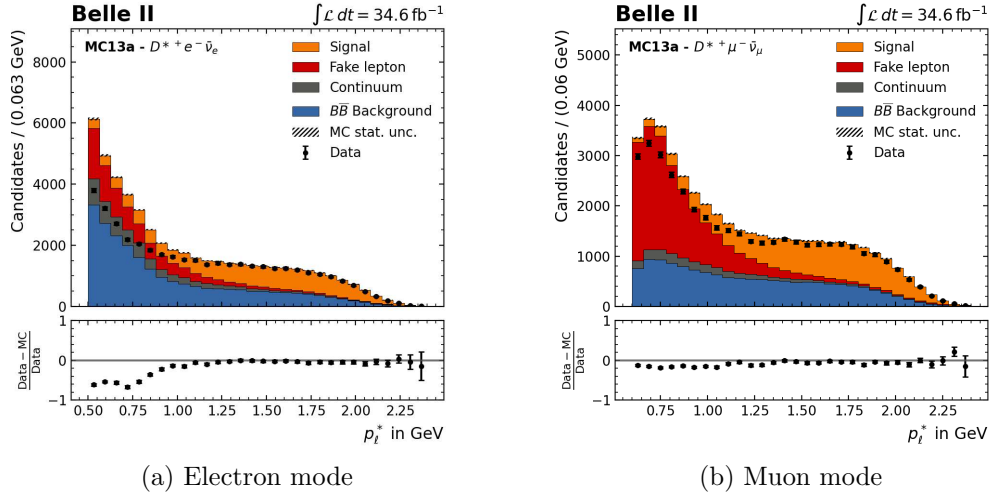 Belle II
∫ℒ dt = 34.6 fb⁻¹
MC13a - D*⁺e⁻ν̄ₑ
Signal
Fake lepton
Continuum
BB̅ Background
MC stat. unc.
Data
Candidates / (0.063 GeV)
8000
6000
4000
2000
0
Data − MC
Data
1
0
−1
0.50 0.75 1.00 1.25 1.50 1.75 2.00 2.25
pℓ* in GeV
(a) Electron mode
Belle II
∫ℒ dt = 34.6 fb⁻¹
MC13a - D*⁺μ⁻ν̄μ
Signal
Fake lepton
Continuum
BB̅ Background
MC stat. unc.
Data
Candidates / (0.06 GeV)
5000
4000
3000
2000
1000
0
Data − MC
Data
1
0
−1
0.75 1.00 1.25 1.50 1.75 2.00 2.25
pℓ* in GeV
(b) Muon mode